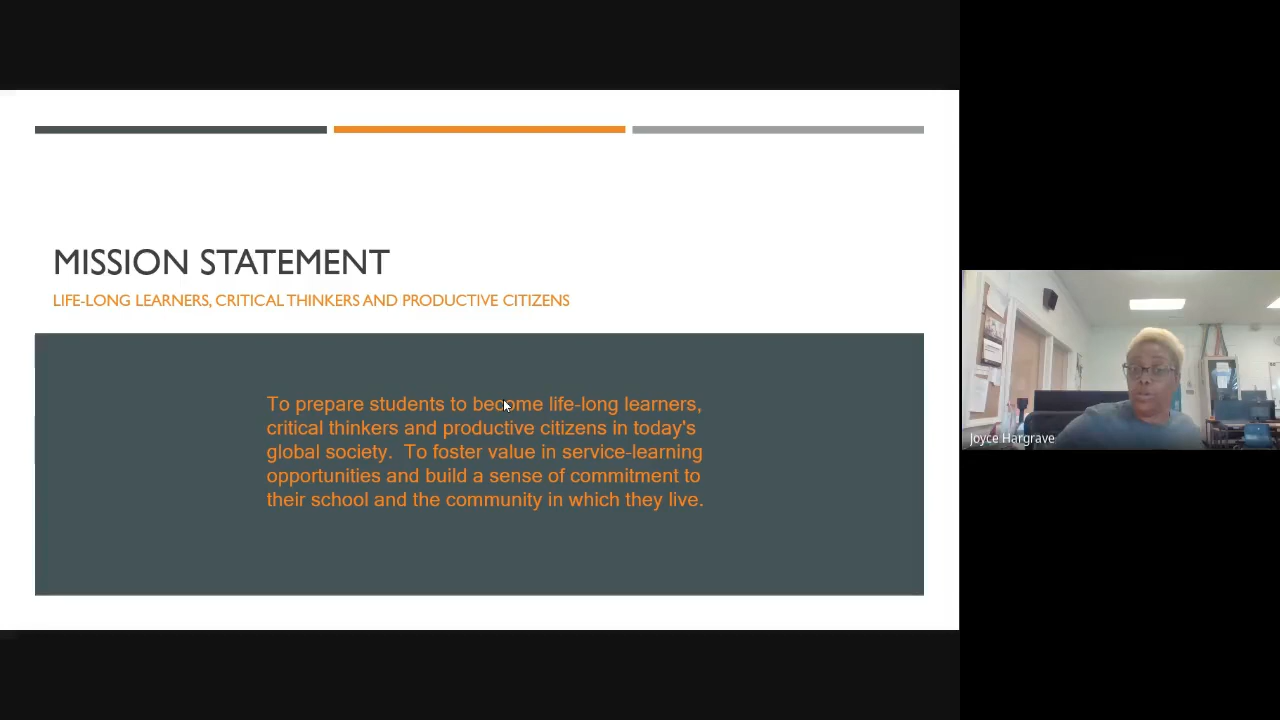 MISSION STATEMENT
LIFE-LONG LEARNERS, CRITICAL THINKERS AND PRODUCTIVE CITIZENS
To prepare students to become life-long learners,
critical thinkers and productive citizens in today's
global society.  To foster value in service-learning
opportunities and build a sense of commitment to
their school and the community in which they live.
Joyce Hargrave